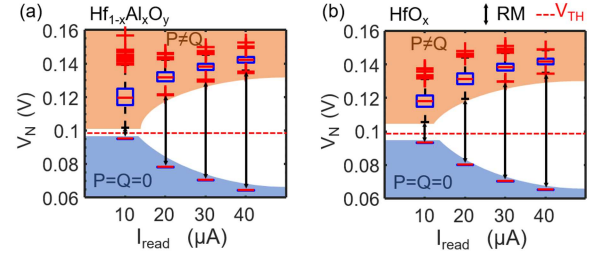 (a) Hf1-xAlxOy
(b) HfOx
RM
VTH
0.16
0.14
0.12
0.1
0.08
0.06
VN (V)
P≠Q
P=Q=0
10 20 30 40
Iread (μA)
0.16
0.14
0.12
0.1
0.08
0.06
VN (V)
P≠Q
P=Q=0
10 20 30 40
Iread (μA)